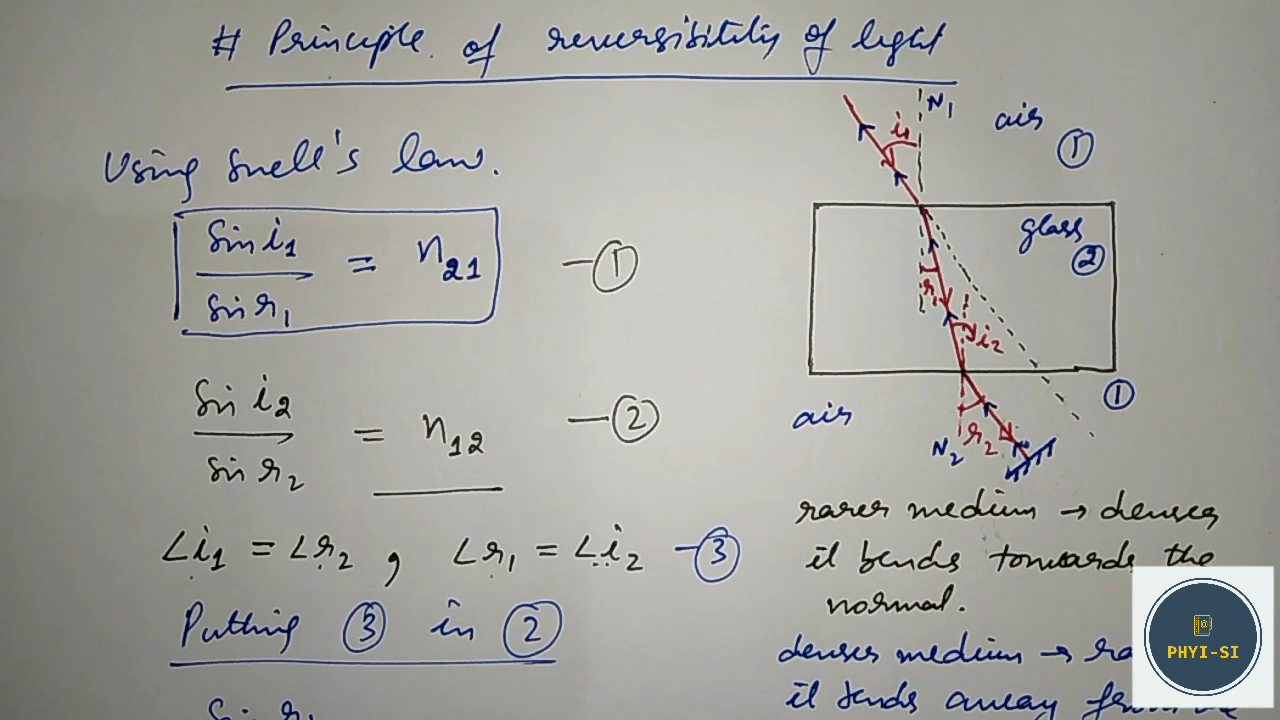 # Principle of reversibility of light
Using Snell's law.
sin i₁ / sin r₁ = n₂₁ — ①
sin i₂ / sin r₂ = n₁₂ — ②
∠i₁ = ∠r₂ , ∠r₁ = ∠i₂ — ③
Putting ③ in ②
sin r₁
N₁
air ①
i₁
glass ②
r₁
i₂
①
air
r₂
N₂
rarer medium → denser
it bends towards the
normal.
denser medium →
it bends away from
PHYI-SI